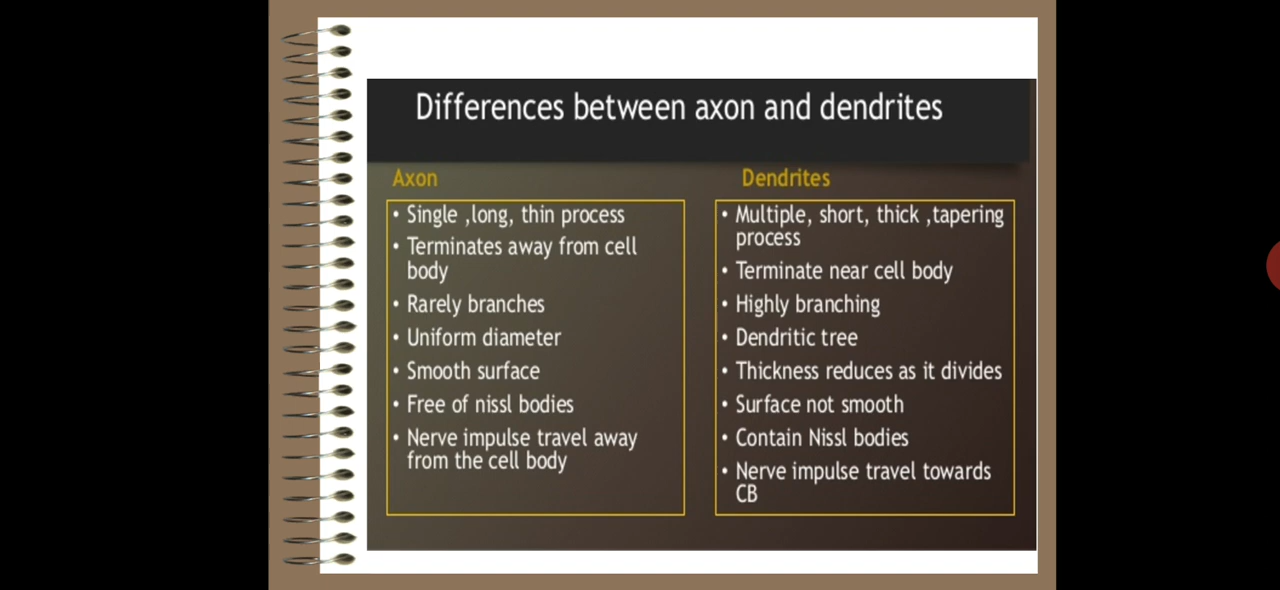 Differences between axon and dendrites
Axon
• Single ,long, thin process
• Terminates away from cell
body
• Rarely branches
• Uniform diameter
• Smooth surface
• Free of nissl bodies
• Nerve impulse travel away
from the cell body
Dendrites
• Multiple, short, thick ,tapering
process
• Terminate near cell body
• Highly branching
• Dendritic tree
• Thickness reduces as it divides
• Surface not smooth
• Contain Nissl bodies
• Nerve impulse travel towards
CB